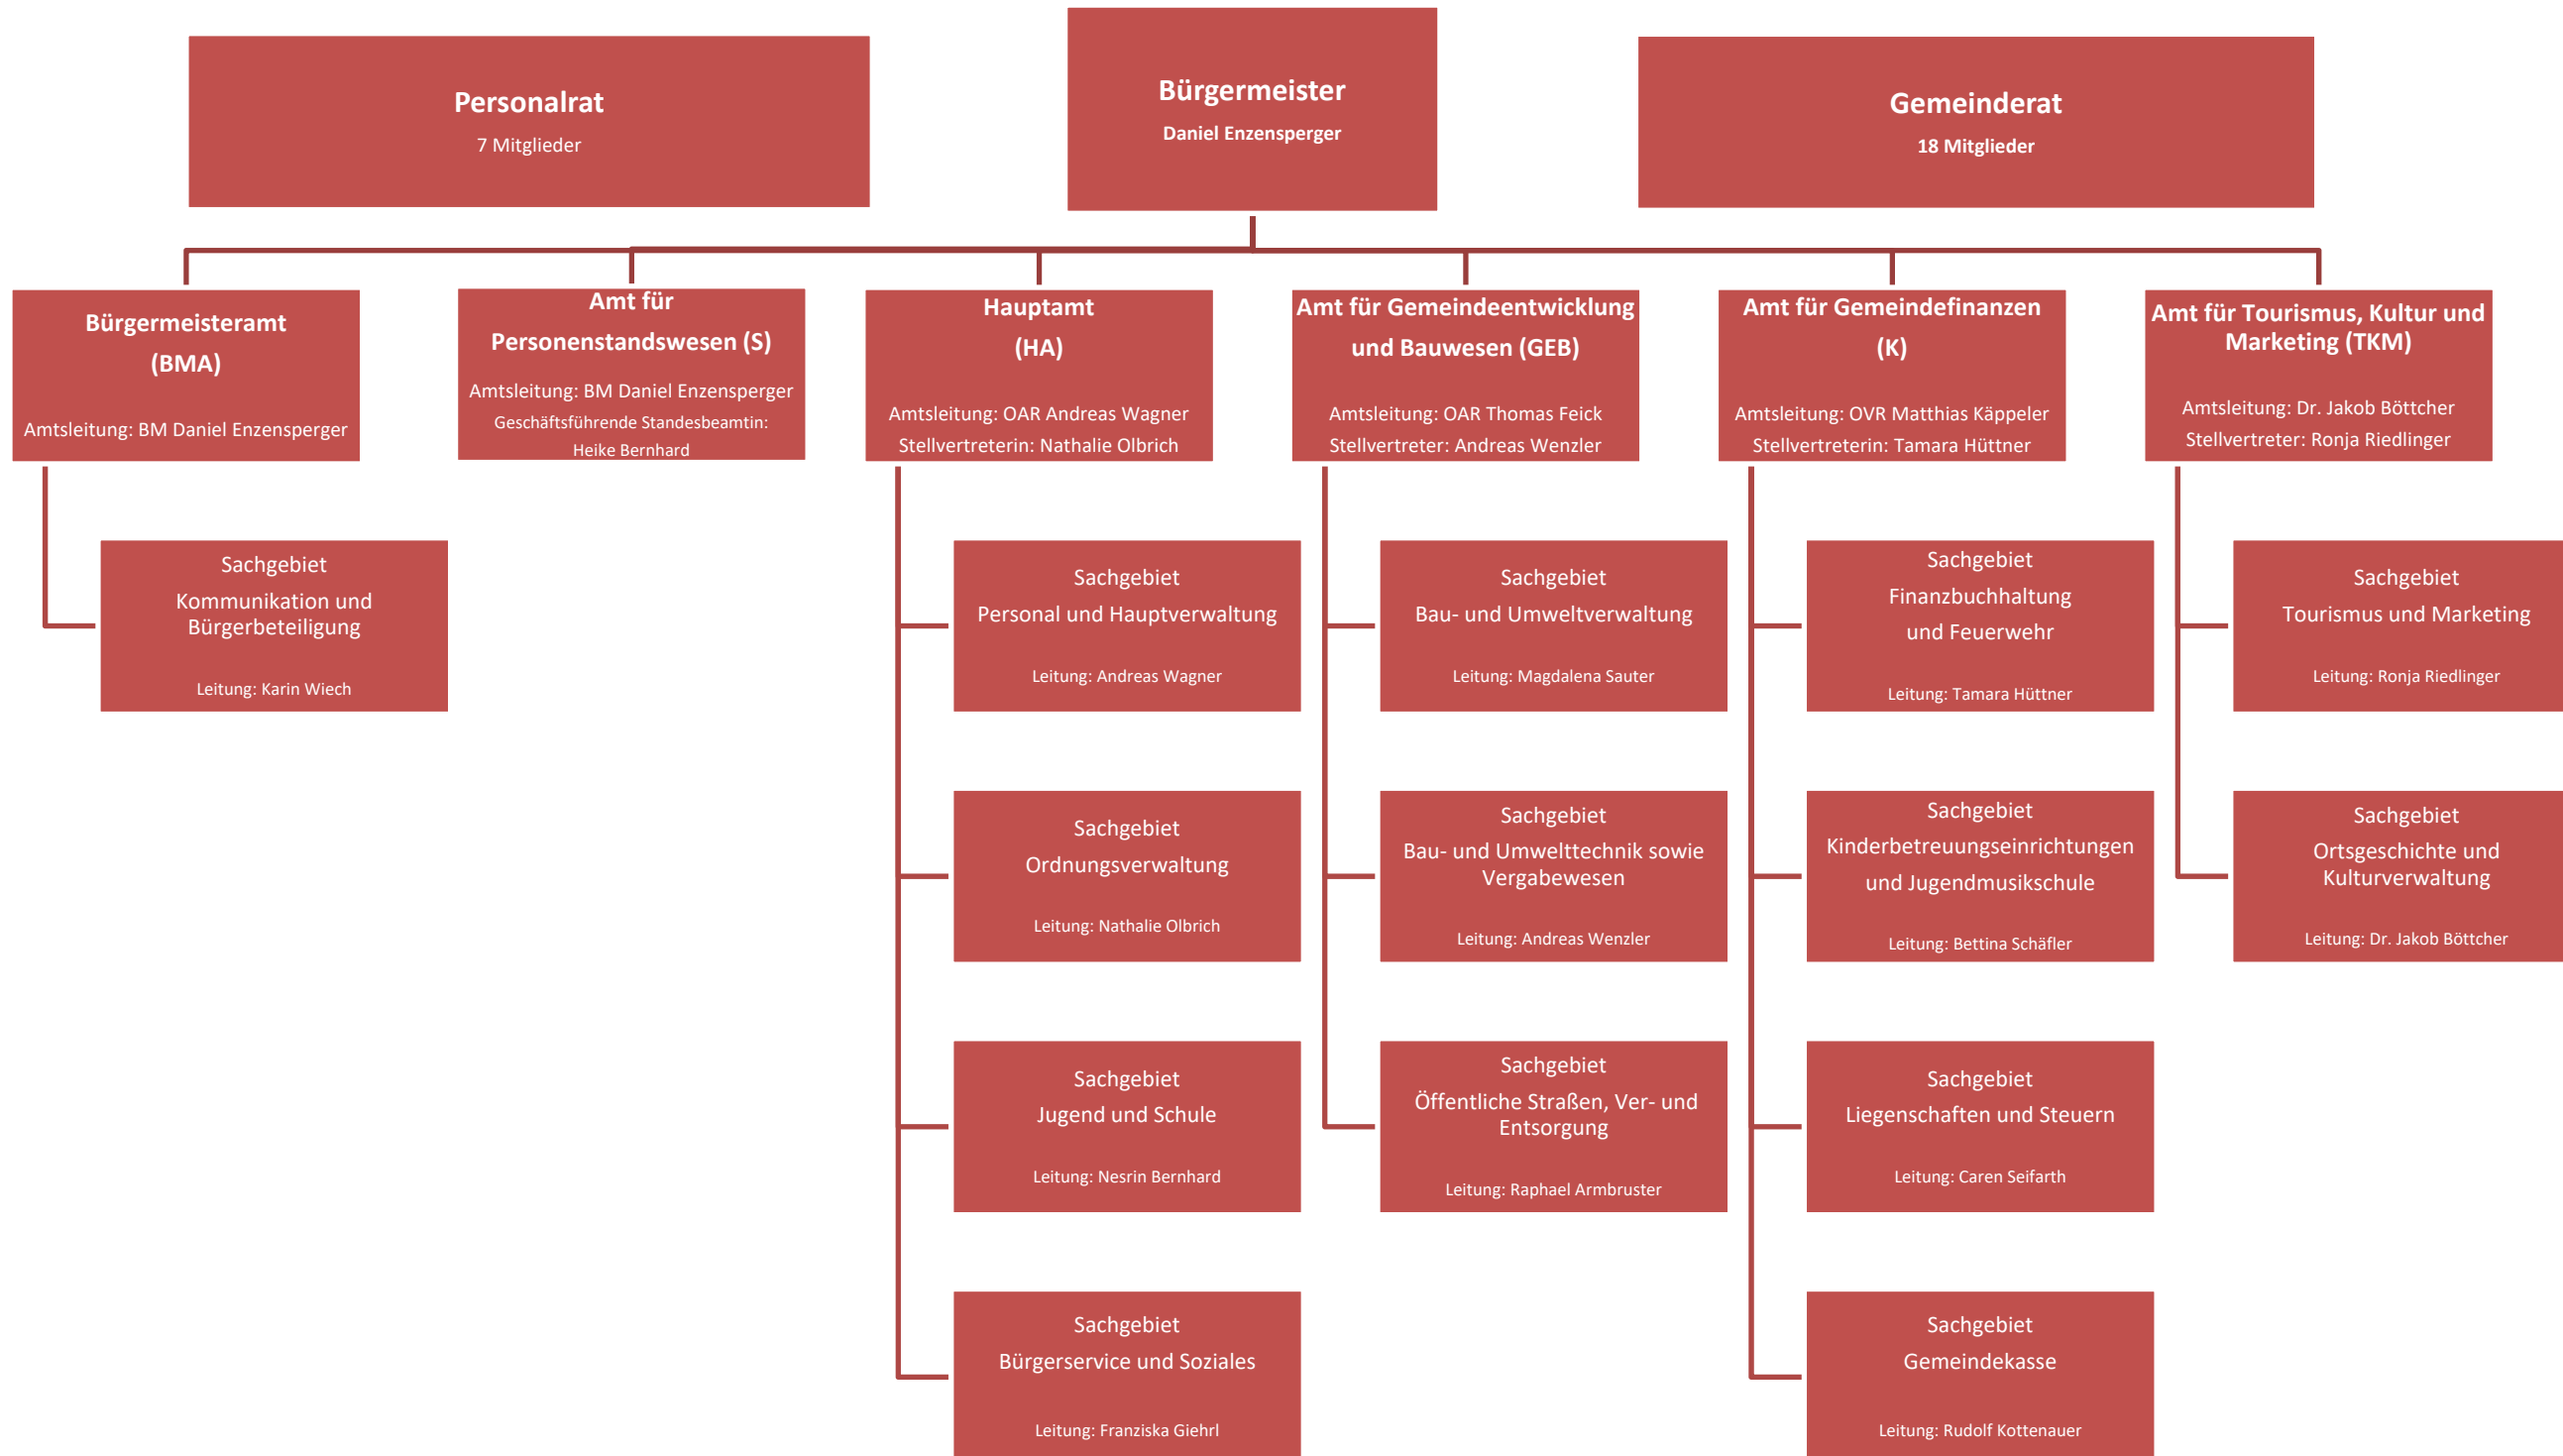 Personalrat
7 Mitglieder
Bürgermeister
Daniel Enzensperger
Gemeinderat
18 Mitglieder
Bürgermeisteramt
(BMA)
Amtsleitung: BM Daniel Enzensperger
Amt für
Personenstandswesen (S)
Amtsleitung: BM Daniel Enzensperger
Geschäftsführende Standesbeamtin:
Heike Bernhard
Hauptamt
(HA)
Amtsleitung: OAR Andreas Wagner
Stellvertreterin: Nathalie Olbrich
Amt für Gemeindeentwicklung
und Bauwesen (GEB)
Amtsleitung: OAR Thomas Feick
Stellvertreter: Andreas Wenzler
Amt für Gemeindefinanzen
(K)
Amtsleitung: OVR Matthias Käppeler
Stellvertreterin: Tamara Hüttner
Amt für Tourismus, Kultur und
Marketing (TKM)
Amtsleitung: Dr. Jakob Böttcher
Stellvertreter: Ronja Riedlinger
Sachgebiet
Kommunikation und
Bürgerbeteiligung
Leitung: Karin Wiech
Sachgebiet
Personal und Hauptverwaltung
Leitung: Andreas Wagner
Sachgebiet
Bau- und Umweltverwaltung
Leitung: Magdalena Sauter
Sachgebiet
Finanzbuchhaltung
und Feuerwehr
Leitung: Tamara Hüttner
Sachgebiet
Tourismus und Marketing
Leitung: Ronja Riedlinger
Sachgebiet
Ordnungsverwaltung
Leitung: Nathalie Olbrich
Sachgebiet
Bau- und Umwelttechnik sowie
Vergabewesen
Leitung: Andreas Wenzler
Sachgebiet
Kinderbetreuungseinrichtungen
und Jugendmusikschule
Leitung: Bettina Schäfler
Sachgebiet
Ortsgeschichte und
Kulturverwaltung
Leitung: Dr. Jakob Böttcher
Sachgebiet
Jugend und Schule
Leitung: Nesrin Bernhard
Sachgebiet
Öffentliche Straßen, Ver- und
Entsorgung
Leitung: Raphael Armbruster
Sachgebiet
Liegenschaften und Steuern
Leitung: Caren Seifarth
Sachgebiet
Bürgerservice und Soziales
Leitung: Franziska Giehrl
Sachgebiet
Gemeindekasse
Leitung: Rudolf Kottenauer